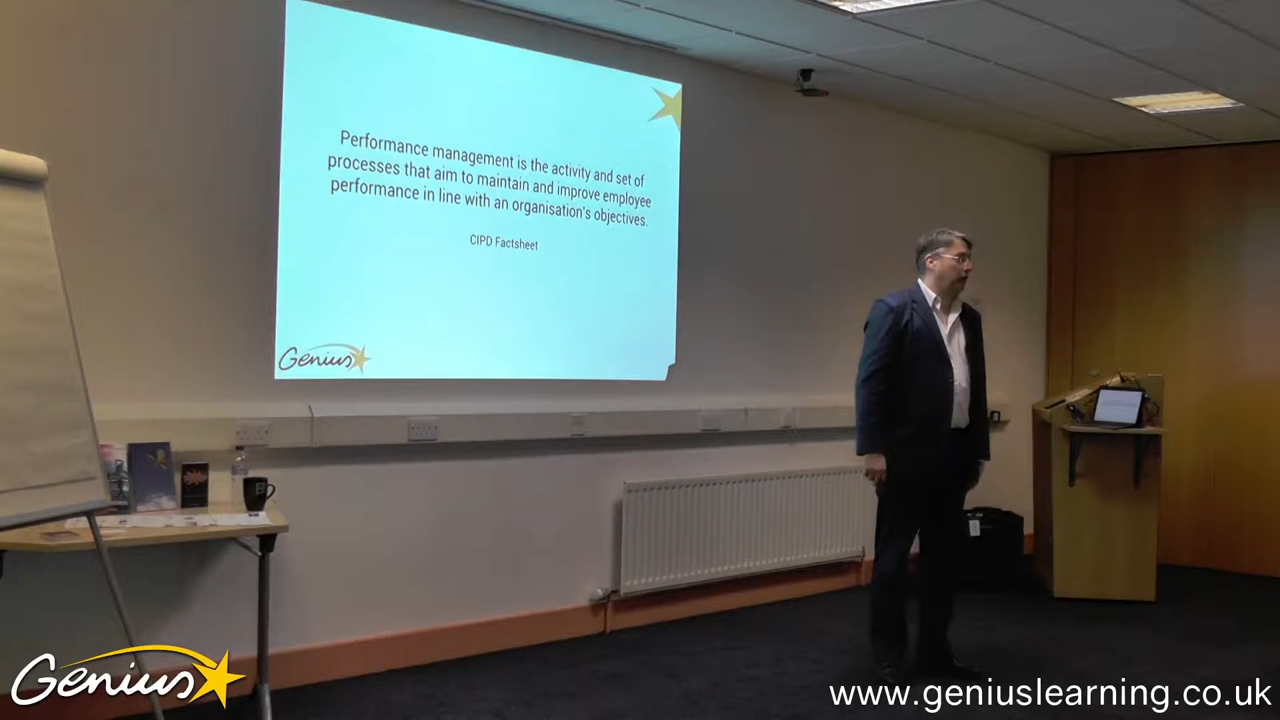 Performance management is the activity and set of
processes that aim to maintain and improve employee
performance in line with an organisation's objectives.
CIPD Factsheet
Genius
Genius
www.geniuslearning.co.uk